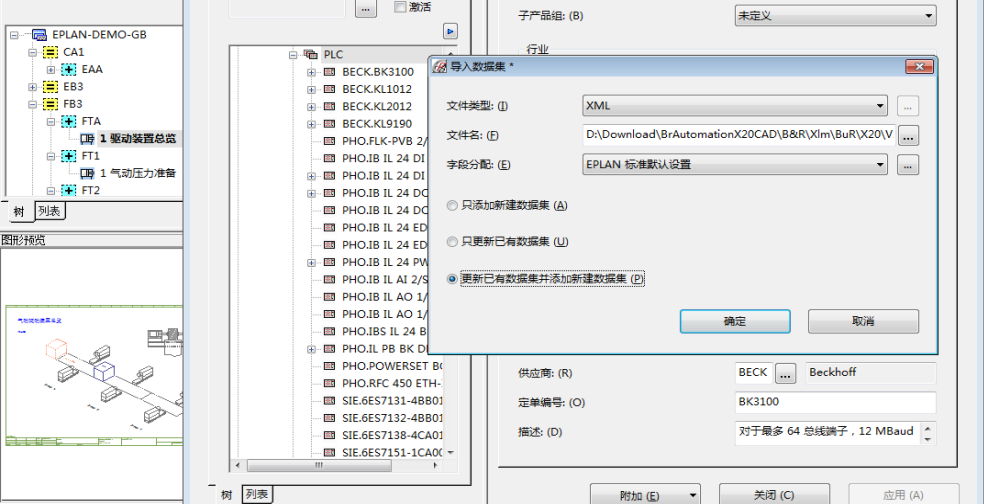 EPLAN-DEMO-GB
CA1
EAA
EB3
FB3
FTA
1 驱动装置总览
FT1
1 气动压力准备
FT2
树
列表
图形预览
...
激活
PLC
BECK.BK3100
BECK.KL1012
BECK.KL2012
BECK.KL9190
PHO.FLK-PVB 2/
PHO.IB IL 24 DI
PHO.IB IL 24 DI
PHO.IB IL 24 DC
PHO.IB IL 24 DC
PHO.IB IL 24 ED
PHO.IB IL 24 ED
PHO.IB IL 24 PW
PHO.IB IL AI 2/S
PHO.IB IL AO 1/
PHO.IB IL AO 1/
PHO.IBS IL 24 B
PHO.IL PB BK D
PHO.POWERSET BC
PHO.RFC 450 ETH-
SIE.6ES7131-4BB01
SIE.6ES7132-4BB01
SIE.6ES7138-4CA01
SIE.6ES7151-1CA00
树
列表
子产品组: (B)
未定义
行业
导入数据集 *
文件类型: (I)
XML
...
文件名: (F)
D:\Download\BrAutomationX20CAD\B&R\Xlm\BuR\X20\V
...
字段分配: (E)
EPLAN 标准默认设置
...
只添加新建数据集 (A)
只更新已有数据集 (U)
更新已有数据集并添加新建数据集 (P)
确定
取消
供应商: (R)
BECK
...
Beckhoff
定单编号: (O)
BK3100
描述: (D)
对于最多 64 总线端子，12 MBaud
附加 (E)
关闭 (C)
应用 (A)